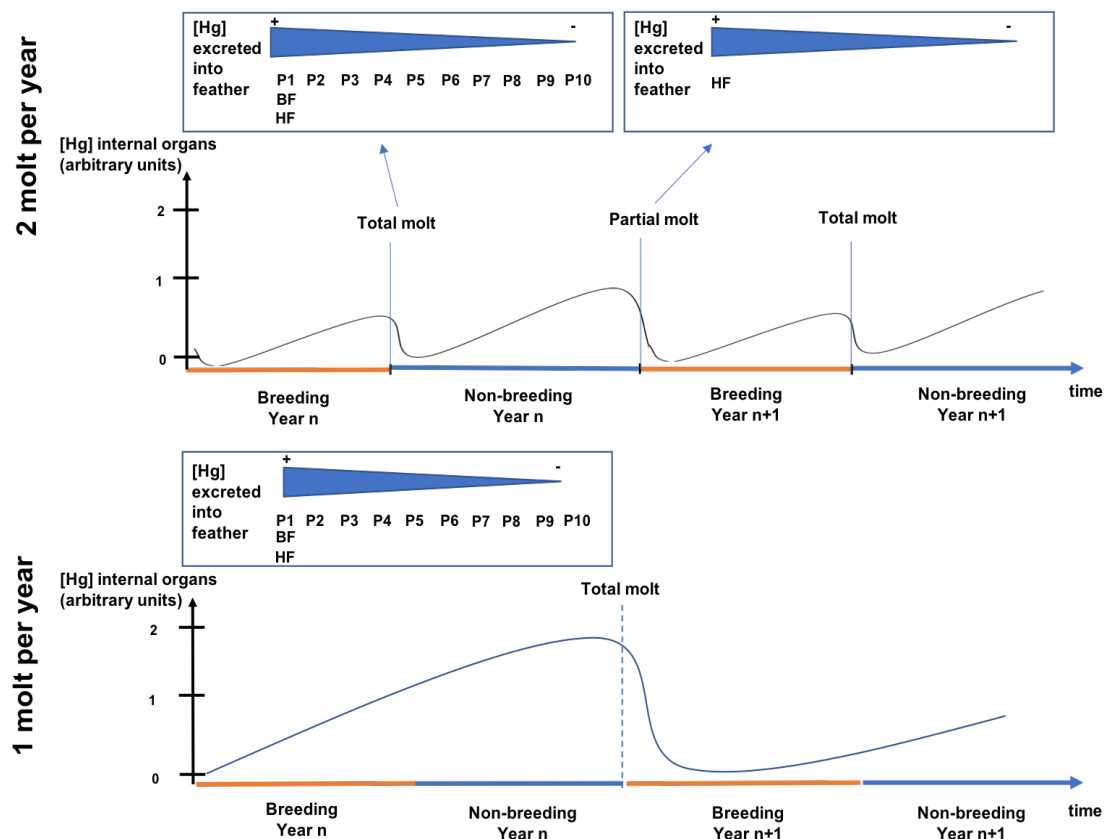 2 molt per year
[Hg]
excreted
into
feather
+ -
P1 P2 P3 P4 P5 P6 P7 P8 P9 P10
BF
HF
[Hg]
excreted
into
feather
+ -
HF
[Hg] internal organs
(arbitrary units)
Total molt
Partial molt
Total molt
2
1
0
Breeding
Year n
Non-breeding
Year n
Breeding
Year n+1
Non-breeding
Year n+1
time
1 molt per year
[Hg]
excreted
into
feather
+ -
P1 P2 P3 P4 P5 P6 P7 P8 P9 P10
BF
HF
[Hg] internal organs
(arbitrary units)
Total molt
2
1
0
Breeding
Year n
Non-breeding
Year n
Breeding
Year n+1
Non-breeding
Year n+1
time